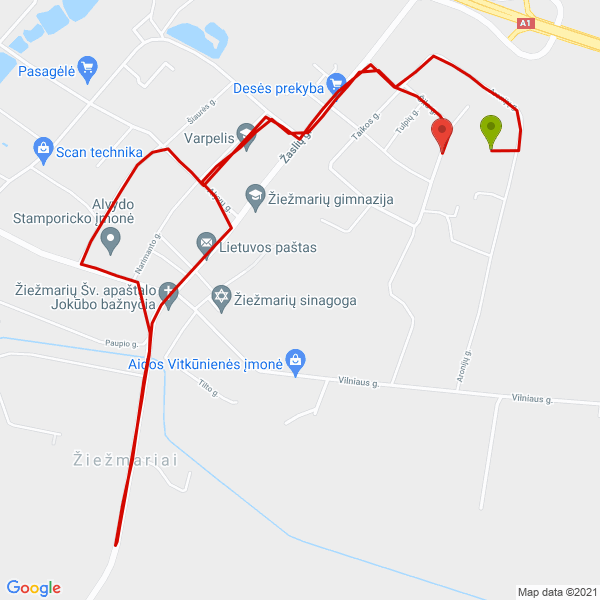 A1
Pasagėlė
Desės prekyba
Šiaurės g.
Taikos g.
Tulpių g.
Varpelis
Scan technika
Žaslių g.
Žiežmarių gimnazija
Alvydo
Stamporicko įmonė
Narimanto g.
Lietuvos paštas
Žiežmarių Šv. apaštalo
Jokūbo bažnyčia
Žiežmarių sinagoga
Paupio g.
Aidos Vitkūnienės įmonė
Tilto g.
Vilniaus g.
Aronijų g.
Vilniaus g.
Žiežmariai
Google
Map data ©2021